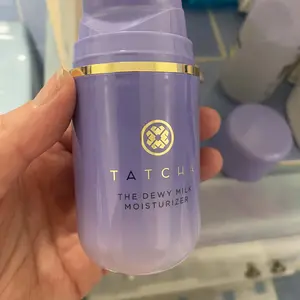 TATCHA
THE DEWY MILK
MOISTURIZER